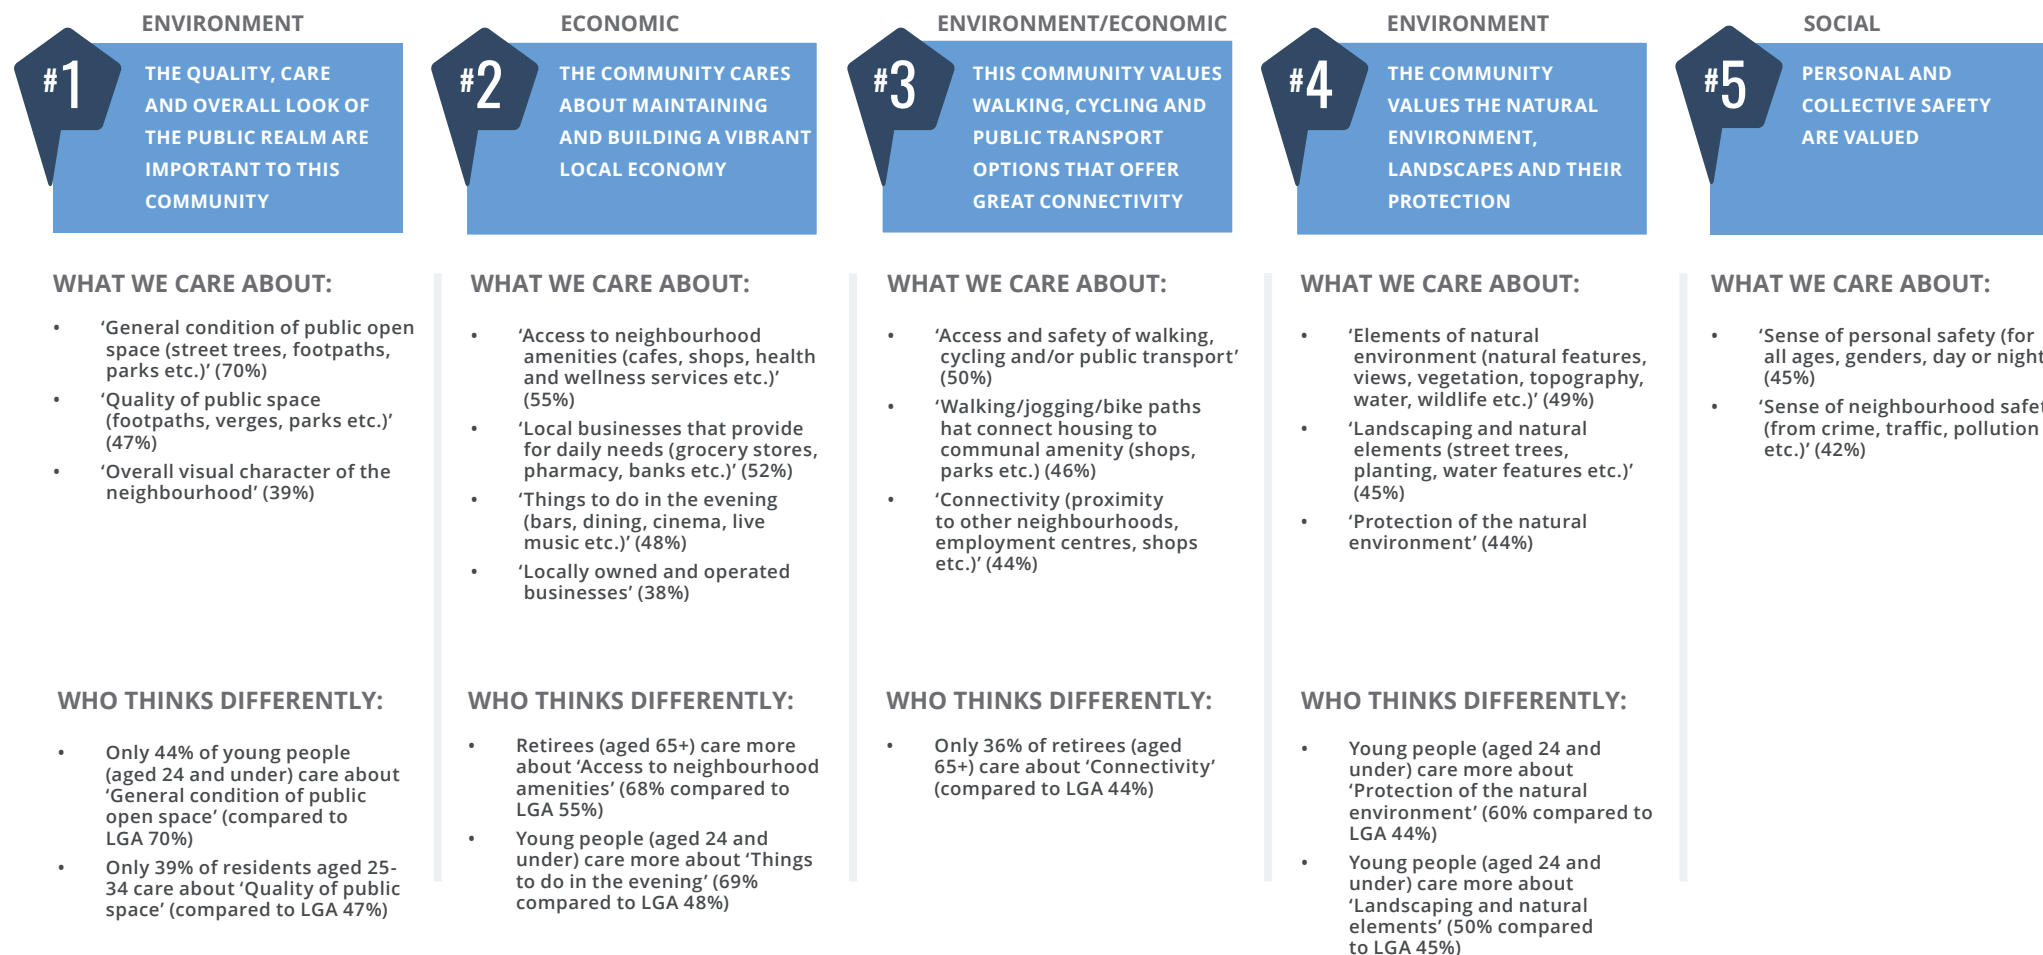 ENVIRONMENT
#1
THE QUALITY, CARE
AND OVERALL LOOK OF
THE PUBLIC REALM ARE
IMPORTANT TO THIS
COMMUNITY
WHAT WE CARE ABOUT:
• ‘General condition of public open
space (street trees, footpaths,
parks etc.)’ (70%)
• ‘Quality of public space
(footpaths, verges, parks etc.)’
(47%)
• ‘Overall visual character of the
neighbourhood’ (39%)
WHO THINKS DIFFERENTLY:
• Only 44% of young people
(aged 24 and under) care about
‘General condition of public
open space’ (compared to
LGA 70%)
• Only 39% of residents aged 25-
34 care about ‘Quality of public
space’ (compared to LGA 47%)
ECONOMIC
#2
THE COMMUNITY CARES
ABOUT MAINTAINING
AND BUILDING A VIBRANT
LOCAL ECONOMY
WHAT WE CARE ABOUT:
• ‘Access to neighbourhood
amenities (cafes, shops, health
and wellness services etc.)’
(55%)
• ‘Local businesses that provide
for daily needs (grocery stores,
pharmacy, banks etc.)’ (52%)
• ‘Things to do in the evening
(bars, dining, cinema, live
music etc.)’ (48%)
• ‘Locally owned and operated
businesses’ (38%)
WHO THINKS DIFFERENTLY:
• Retirees (aged 65+) care more
about ‘Access to neighbourhood
amenities’ (68% compared to
LGA 55%)
• Young people (aged 24 and
under) care more about ‘Things
to do in the evening’ (69%
compared to LGA 48%)
ENVIRONMENT/ECONOMIC
#3
THIS COMMUNITY VALUES
WALKING, CYCLING AND
PUBLIC TRANSPORT
OPTIONS THAT OFFER
GREAT CONNECTIVITY
WHAT WE CARE ABOUT:
• ‘Access and safety of walking,
cycling and/or public transport’
(50%)
• ‘Walking/jogging/bike paths
hat connect housing to
communal amenity (shops,
parks etc.) (46%)
• ‘Connectivity (proximity
to other neighbourhoods,
employment centres, shops
etc.)’ (44%)
WHO THINKS DIFFERENTLY:
• Only 36% of retirees (aged
65+) care about ‘Connectivity’
(compared to LGA 44%)
ENVIRONMENT
#4
THE COMMUNITY
VALUES THE NATURAL
ENVIRONMENT,
LANDSCAPES AND THEIR
PROTECTION
WHAT WE CARE ABOUT:
• ‘Elements of natural
environment (natural features,
views, vegetation, topography,
water, wildlife etc.)’ (49%)
• ‘Landscaping and natural
elements (street trees,
planting, water features etc.)’
(45%)
• ‘Protection of the natural
environment’ (44%)
WHO THINKS DIFFERENTLY:
• Young people (aged 24 and
under) care more about
‘Protection of the natural
environment’ (60% compared to
LGA 44%)
• Young people (aged 24 and
under) care more about
‘Landscaping and natural
elements’ (50% compared
to LGA 45%)
SOCIAL
#5
PERSONAL AND
COLLECTIVE SAFETY
ARE VALUED
WHAT WE CARE ABOUT:
• ‘Sense of personal safety (for
all ages, genders, day or night
(45%)
• ‘Sense of neighbourhood safet
(from crime, traffic, pollution
etc.)’ (42%)